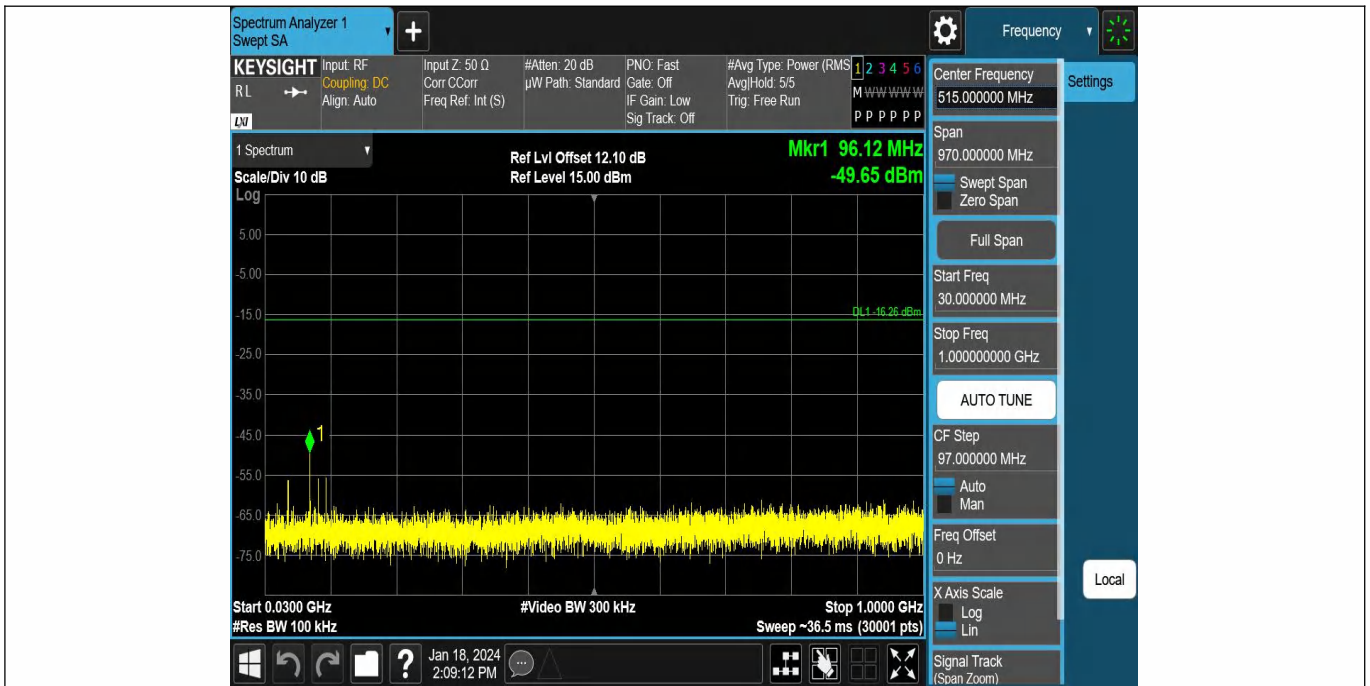 Spectrum Analyzer 1
Swept SA
+
Frequency
KEYSIGHT
RL
LXI
Input: RF
Coupling: DC
Align: Auto
Input Z: 50 Ω
Corr CCorr
Freq Ref: Int (S)
#Atten: 20 dB
µW Path: Standard
PNO: Fast
Gate: Off
IF Gain: Low
Sig Track: Off
#Avg Type: Power (RMS
Avg|Hold: 5/5
Trig: Free Run
1 2 3 4 5 6
M W W W W W
P P P P P P
1 Spectrum
Scale/Div 10 dB
Ref Lvl Offset 12.10 dB
Ref Level 15.00 dBm
Mkr1 96.12 MHz
-49.65 dBm
Log
5.00
-5.00
-15.0
DL1 -16.26 dBm
-25.0
-35.0
-45.0
1
-55.0
-65.0
-75.0
Start 0.0300 GHz
#Res BW 100 kHz
#Video BW 300 kHz
Stop 1.0000 GHz
Sweep ~36.5 ms (30001 pts)
Center Frequency
515.000000 MHz
Settings
Span
970.000000 MHz
Swept Span
Zero Span
Full Span
Start Freq
30.000000 MHz
Stop Freq
1.000000000 GHz
AUTO TUNE
CF Step
97.000000 MHz
Auto
Man
Freq Offset
0 Hz
X Axis Scale
Log
Lin
Local
Signal Track
(Span Zoom)
?
Jan 18, 2024
2:09:12 PM